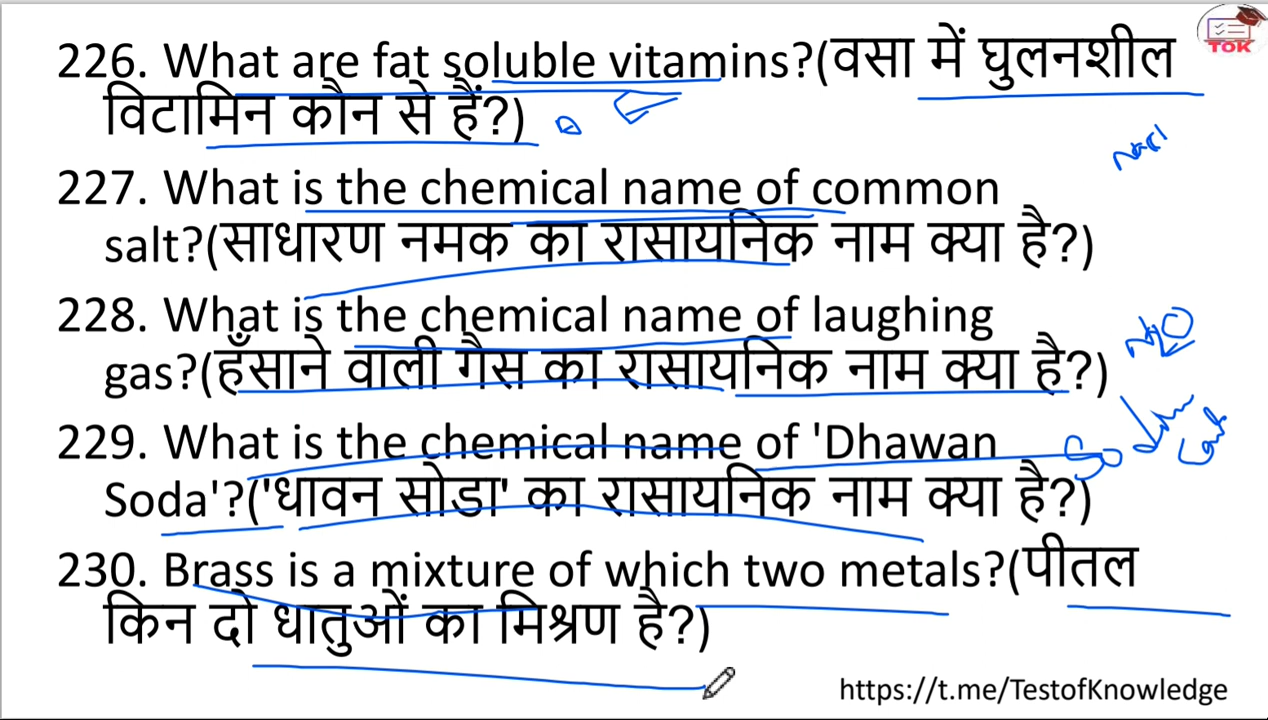 TOK
226. What are fat soluble vitamins?(वसा में घुलनशील
विटामिन कौन से हैं?)
227. What is the chemical name of common
salt?(साधारण नमक का रासायनिक नाम क्या है?)
NaCl
228. What is the chemical name of laughing
gas?(हँसाने वाली गैस का रासायनिक नाम क्या है?)
N2O
229. What is the chemical name of 'Dhawan
Soda'?('धावन सोडा' का रासायनिक नाम क्या है?)
230. Brass is a mixture of which two metals?(पीतल
किन दो धातुओं का मिश्रण है?)
https://t.me/TestofKnowledge